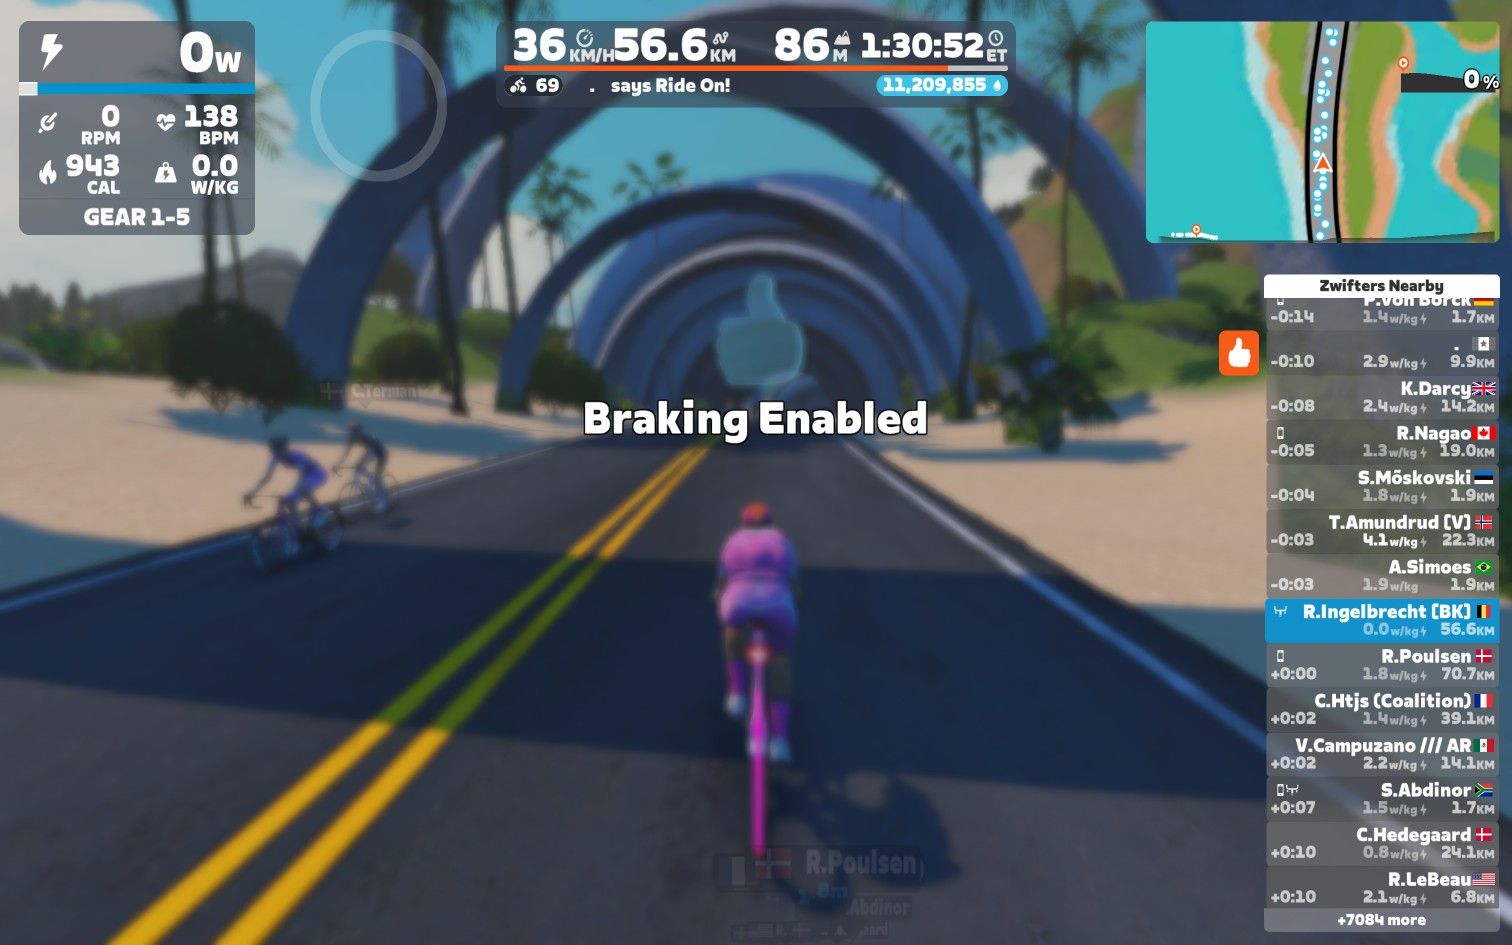 0w
0 RPM 138 BPM
943 CAL 0.0 W/KG
GEAR 1-5
36 KM/H 56.6 KM 86 M 1:30:52 ET
69 . says Ride On! 11,209,855
0 %
Zwifters Nearby
P.von Borck
-0:14 1.4w/kg 1.7KM
.
-0:10 2.9w/kg 9.9KM
K.Darcy
-0:08 2.4w/kg 14.2KM
R.Nagao
-0:05 1.3w/kg 19.0KM
S.Mõskovski
-0:04 1.8w/kg 1.9KM
T.Amundrud (V)
-0:03 4.1w/kg 22.3KM
A.Simoes
-0:03 1.9w/kg 1.9KM
R.Ingelbrecht (BK)
0.0w/kg 56.6KM
R.Poulsen
+0:00 1.8w/kg 70.7KM
C.Htjs (Coalition)
+0:02 1.4w/kg 39.1KM
V.Campuzano /// AR
+0:02 2.2w/kg 14.1KM
S.Abdinor
+0:07 1.5w/kg 1.7KM
C.Hedegaard
+0:10 0.8w/kg 24.1KM
R.LeBeau
+0:10 2.1w/kg 6.8KM
+7084 more
C.Terman
Braking Enabled
R.Poulsen
Abdinor